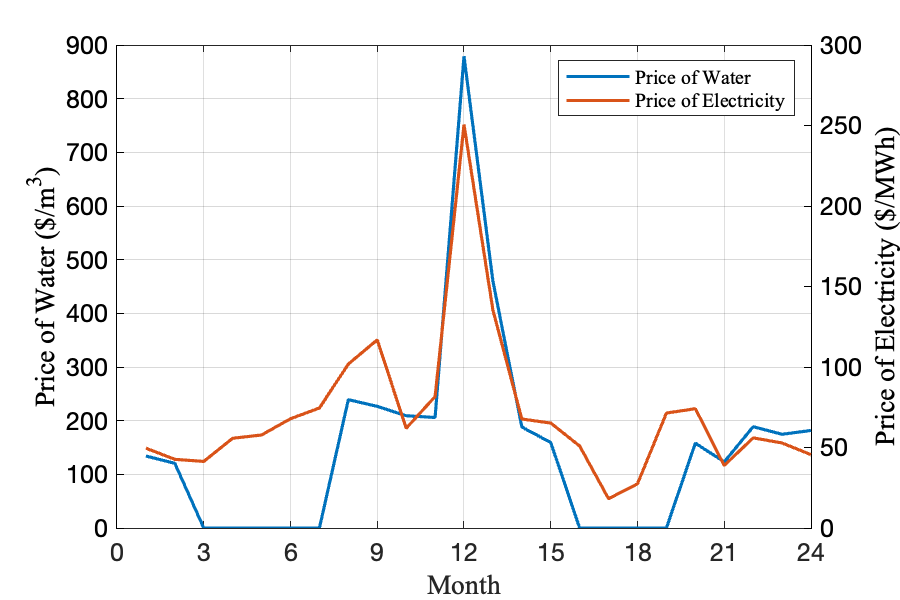 Price of Water ($/m³)
900
800
700
600
500
400
300
200
100
0
Price of Water
Price of Electricity
300
250
200
150
100
50
0
Price of Electricity ($/MWh)
0 3 6 9 12 15 18 21 24
Month